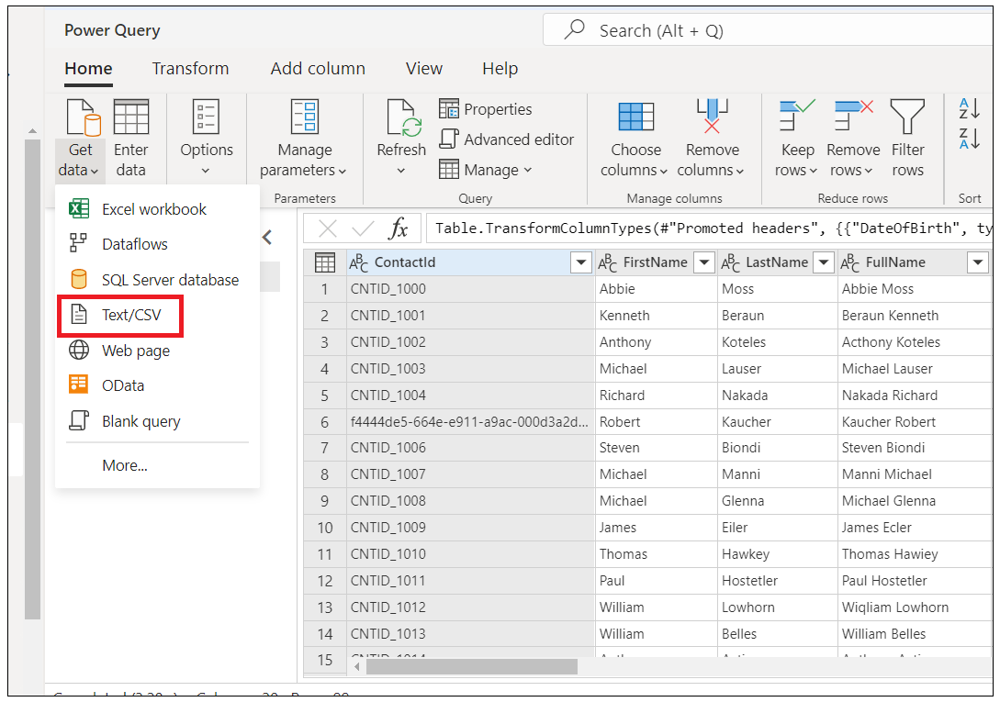 Power Query
Search (Alt + Q)
Home Transform Add column View Help
Get data Enter data Options Manage parameters Refresh Properties Advanced editor Manage Choose columns Remove columns Keep rows Remove rows Filter rows
Parameters Query Manage columns Reduce rows Sort
Excel workbook
Dataflows
SQL Server database
Text/CSV
Web page
OData
Blank query
More...
fx Table.TransformColumnTypes(#"Promoted headers", {{"DateOfBirth", ty
ABC ContactId ABC FirstName ABC LastName ABC FullName
1 CNTID_1000 Abbie Moss Abbie Moss
2 CNTID_1001 Kenneth Beraun Beraun Kenneth
3 CNTID_1002 Anthony Koteles Acthony Koteles
4 CNTID_1003 Michael Lauser Michael Lauser
5 CNTID_1004 Richard Nakada Nakada Richard
6 f4444de5-664e-e911-a9ac-000d3a2d... Robert Kaucher Kaucher Robert
7 CNTID_1006 Steven Biondi Steven Biondi
8 CNTID_1007 Michael Manni Manni Michael
9 CNTID_1008 Michael Glenna Michael Glenna
10 CNTID_1009 James Eiler James Ecler
11 CNTID_1010 Thomas Hawkey Thomas Hawiey
12 CNTID_1011 Paul Hostetler Paul Hostetler
13 CNTID_1012 William Lowhorn Wiqliam Lowhorn
14 CNTID_1013 William Belles William Belles
15